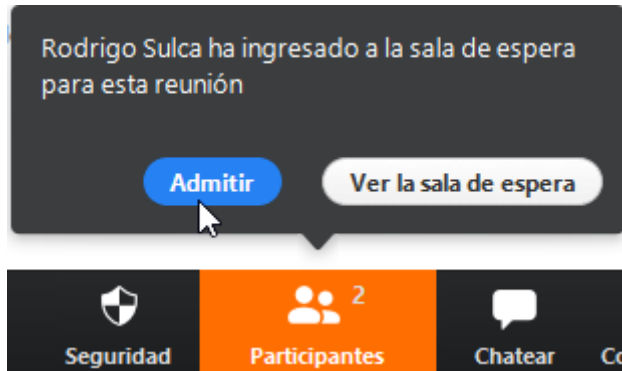 Rodrigo Sulca ha ingresado a la sala de espera
para esta reunión
Admitir
Ver la sala de espera
2
Seguridad
Participantes
Chatear